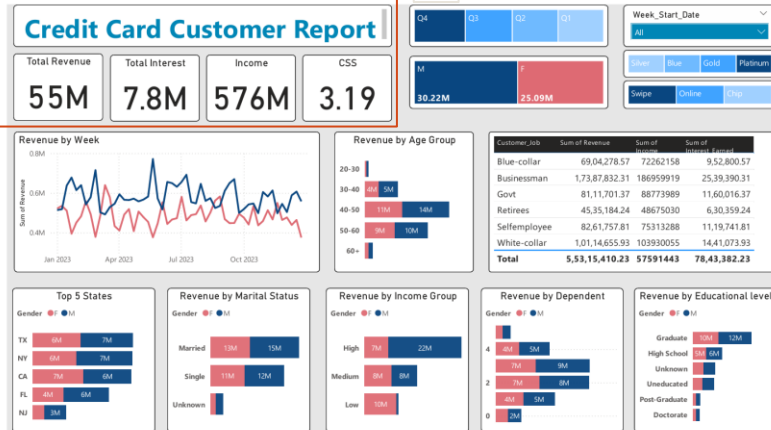 Credit Card Customer Report
Total Revenue
55M
Total Interest
7.8M
Income
576M
CSS
3.19
Q4 Q3 Q2 Q1
M
30.22M
F
25.09M
Week_Start_Date
All
Silver Blue Gold Platinum
Swipe Online Chip
Revenue by Week
Sum of Revenue
0.8M
0.6M
0.4M
Jan 2023 Apr 2023 Jul 2023 Oct 2023
Revenue by Age Group
20-30
30-40 4M 5M
40-50 11M 14M
50-60 9M 10M
60+
Customer_Job Sum of Revenue Sum of Income Sum of Interest_Earned
Blue-collar 69,04,278.57 72262158 9,52,800.57
Businessman 1,73,87,832.31 186959919 25,39,390.31
Govt 81,11,701.37 88773989 11,60,016.37
Retirees 45,35,184.24 48675030 6,30,359.24
Selfemployee 82,61,757.81 75313288 11,19,741.81
White-collar 1,01,14,655.93 103930055 14,41,073.93
Total 5,53,15,410.23 57591443 78,43,382.23
Top 5 States
Gender F M
TX 6M 7M
NY 6M 7M
CA 7M 6M
FL 4M 6M
NJ 3M
Revenue by Marital Status
Gender F M
Married 13M 15M
Single 11M 12M
Unknown
Revenue by Income Group
Gender F M
High 7M 22M
Medium 8M 8M
Low 10M
Revenue by Dependent
Gender F M
4 4M 5M
7M 9M
2 7M 8M
4M 5M
0 2M
Revenue by Educational level
Gender F M
Graduate 10M 12M
High School 5M 6M
Unknown
Uneducated
Post-Graduate
Doctorate